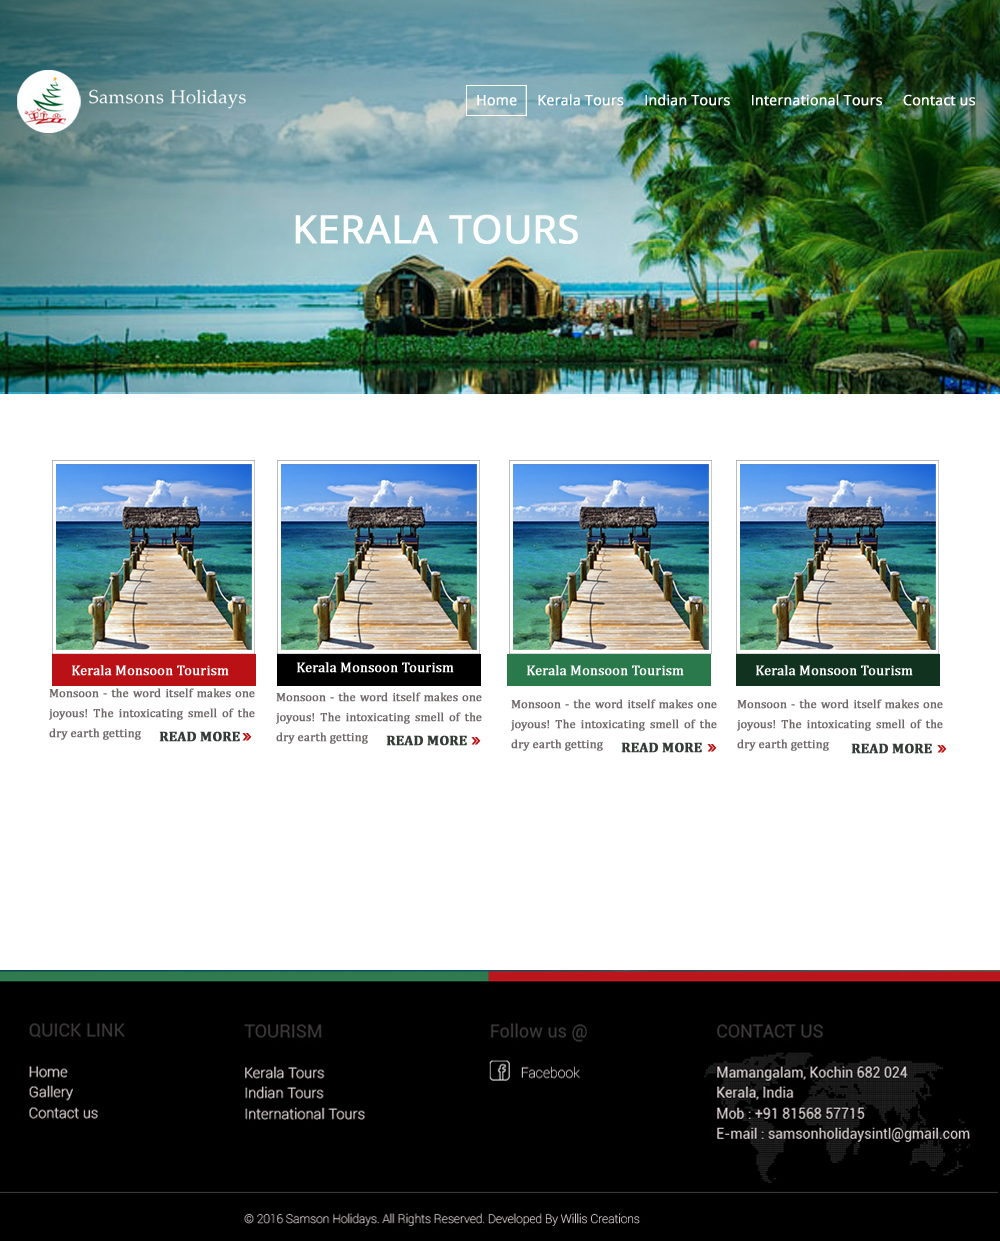 Samsons Holidays
Home Kerala Tours Indian Tours International Tours Contact us
KERALA TOURS
Kerala Monsoon Tourism
Monsoon - the word itself makes one
joyous! The intoxicating smell of the
dry earth getting READ MORE »
Kerala Monsoon Tourism
Monsoon - the word itself makes one
joyous! The intoxicating smell of the
dry earth getting READ MORE »
Kerala Monsoon Tourism
Monsoon - the word itself makes one
joyous! The intoxicating smell of the
dry earth getting READ MORE »
Kerala Monsoon Tourism
Monsoon - the word itself makes one
joyous! The intoxicating smell of the
dry earth getting READ MORE »
QUICK LINK
Home
Gallery
Contact us
TOURISM
Kerala Tours
Indian Tours
International Tours
Follow us @
Facebook
CONTACT US
Mamangalam, Kochin 682 024
Kerala, India
Mob : +91 81568 57715
E-mail : samsonholidaysintl@gmail.com
© 2016 Samson Holidays. All Rights Reserved. Developed By Willis Creations